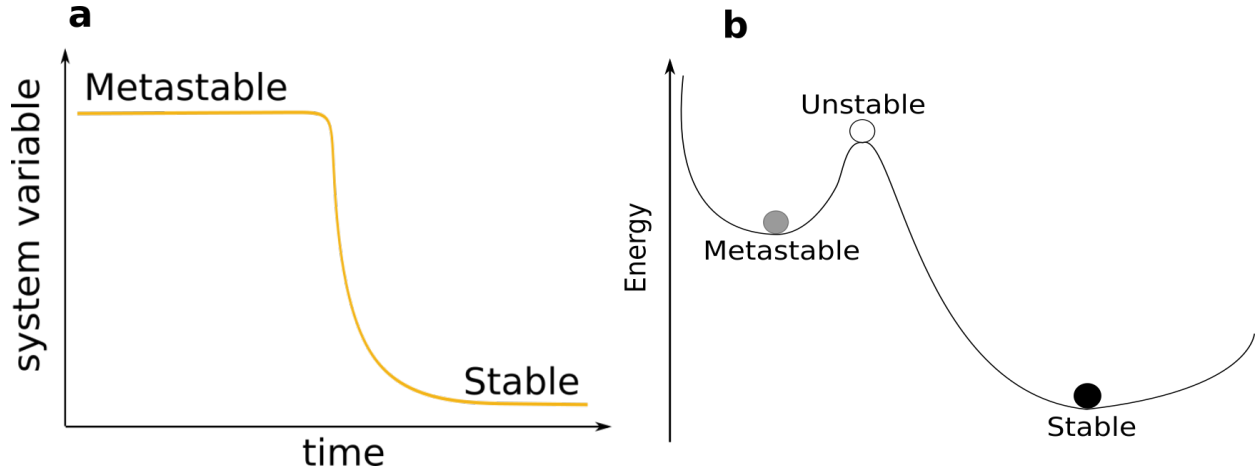 a
Metastable
system variable
Stable
time
b
Unstable
Metastable
Energy
Stable